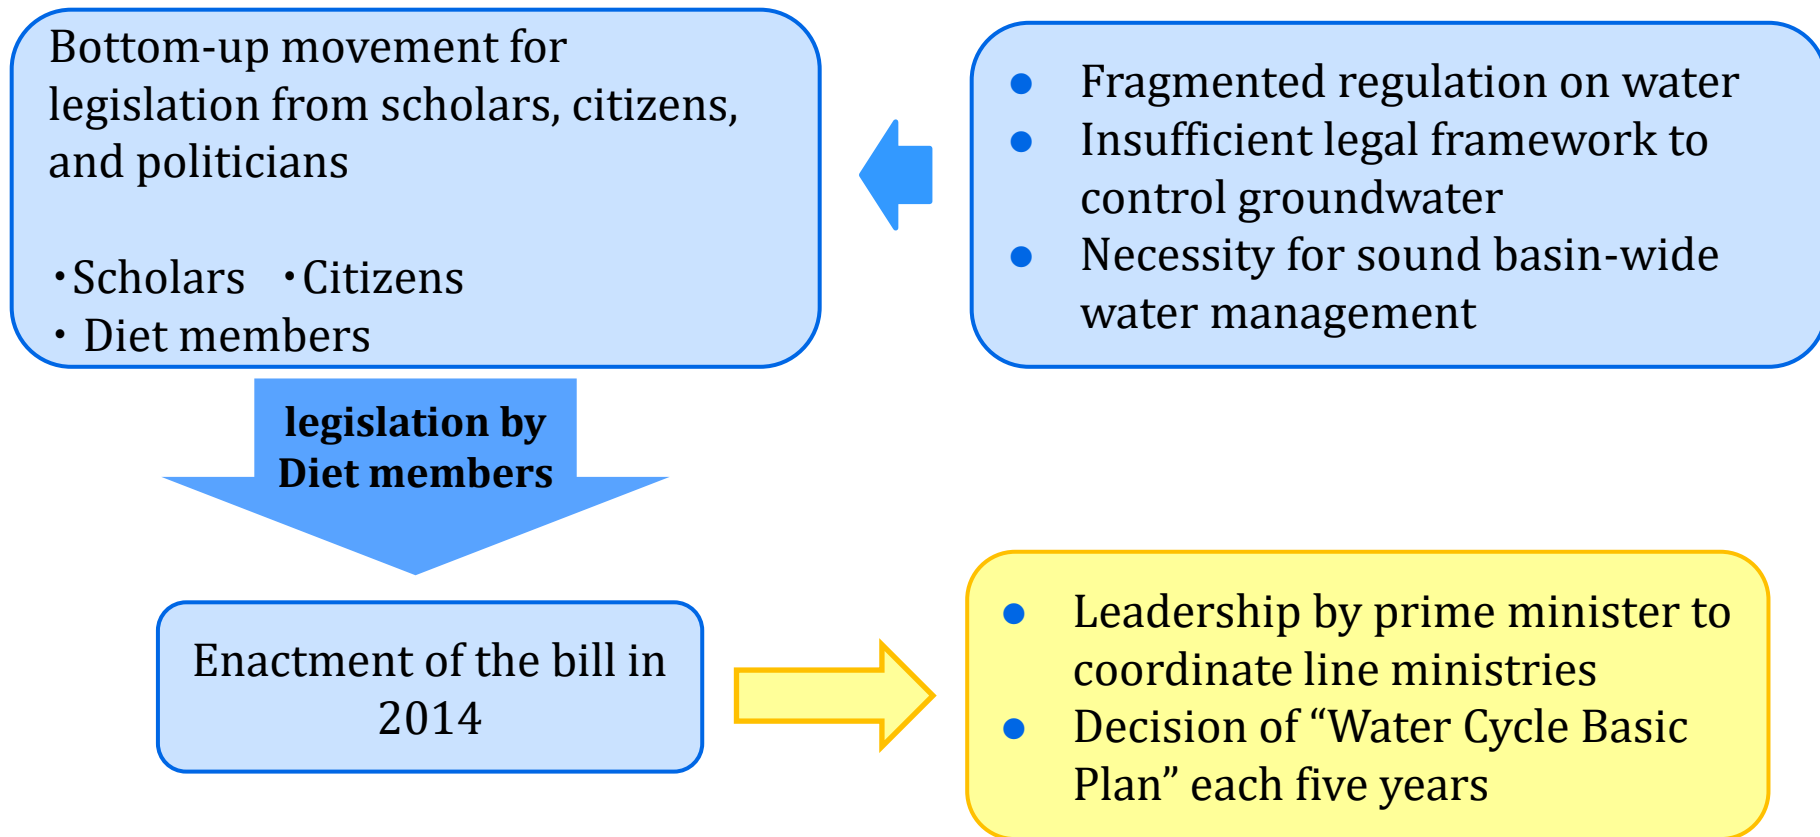 Bottom-up movement for
legislation from scholars, citizens,
and politicians
・Scholars ・Citizens
・ Diet members
● Fragmented regulation on water
● Insufficient legal framework to
control groundwater
● Necessity for sound basin-wide
water management
legislation by
Diet members
Enactment of the bill in
2014
● Leadership by prime minister to
coordinate line ministries
● Decision of “Water Cycle Basic
Plan” each five years